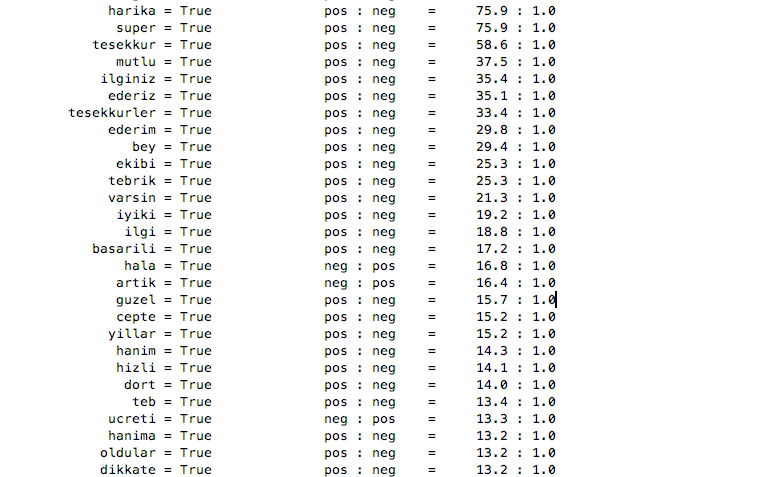 harika = True pos : neg = 75.9 : 1.0
super = True pos : neg = 75.9 : 1.0
tesekkur = True pos : neg = 58.6 : 1.0
mutlu = True pos : neg = 37.5 : 1.0
ilginiz = True pos : neg = 35.4 : 1.0
ederiz = True pos : neg = 35.1 : 1.0
tesekkurler = True pos : neg = 33.4 : 1.0
ederim = True pos : neg = 29.8 : 1.0
bey = True pos : neg = 29.4 : 1.0
ekibi = True pos : neg = 25.3 : 1.0
tebrik = True pos : neg = 25.3 : 1.0
varsin = True pos : neg = 21.3 : 1.0
iyiki = True pos : neg = 19.2 : 1.0
ilgi = True pos : neg = 18.8 : 1.0
basarili = True pos : neg = 17.2 : 1.0
hala = True neg : pos = 16.8 : 1.0
artik = True neg : pos = 16.4 : 1.0
guzel = True pos : neg = 15.7 : 1.0
cepte = True pos : neg = 15.2 : 1.0
yillar = True pos : neg = 15.2 : 1.0
hanim = True pos : neg = 14.3 : 1.0
hizli = True pos : neg = 14.1 : 1.0
dort = True pos : neg = 14.0 : 1.0
teb = True pos : neg = 13.4 : 1.0
ucreti = True neg : pos = 13.3 : 1.0
hanima = True pos : neg = 13.2 : 1.0
oldular = True pos : neg = 13.2 : 1.0
dikkate = True pos : neg = 13.2 : 1.0